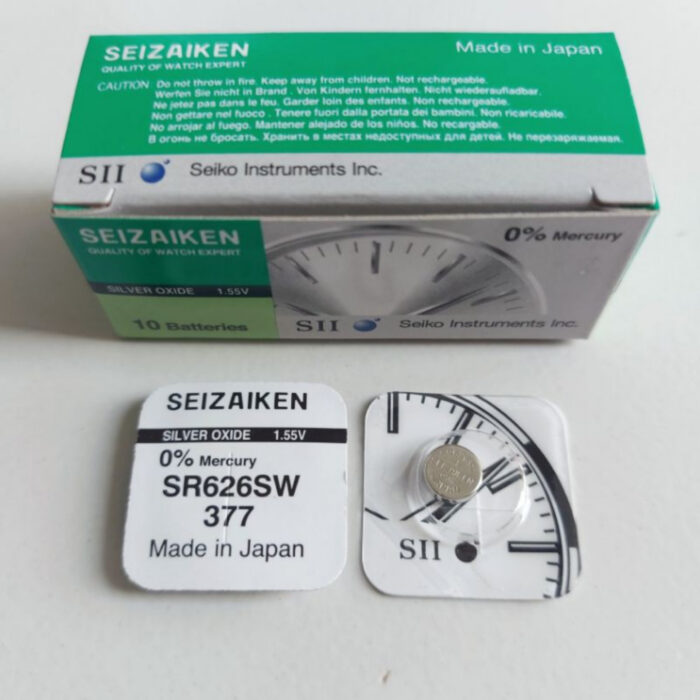 SEIZAIKEN
QUALITY OF WATCH EXPERT
Made in Japan
CAUTION Do not throw in fire. Keep away from children. Not rechargeable.
Werfen Sie nicht in Brand . Von Kindern fernhalten. Nicht wiederaufladbar.
Ne jetez pas dans le feu. Garder loin des enfants. Non rechargeable.
Non gettare nel fuoco . Tenere fuori dalla portata dei bambini. Non ricaricabile.
No arrojar al fuego. Mantener alejado de los niños. No recargable.
В огонь не бросать. Хранить в местах недоступных для детей. Не перезаряжаемая.
SII Seiko Instruments Inc.
SEIZAIKEN
QUALITY OF WATCH EXPERT
0% Mercury
SILVER OXIDE 1.55V
10 Batteries
SII Seiko Instruments Inc.
SEIZAIKEN
SILVER OXIDE 1.55V
0% Mercury
SR626SW
377
Made in Japan
SII